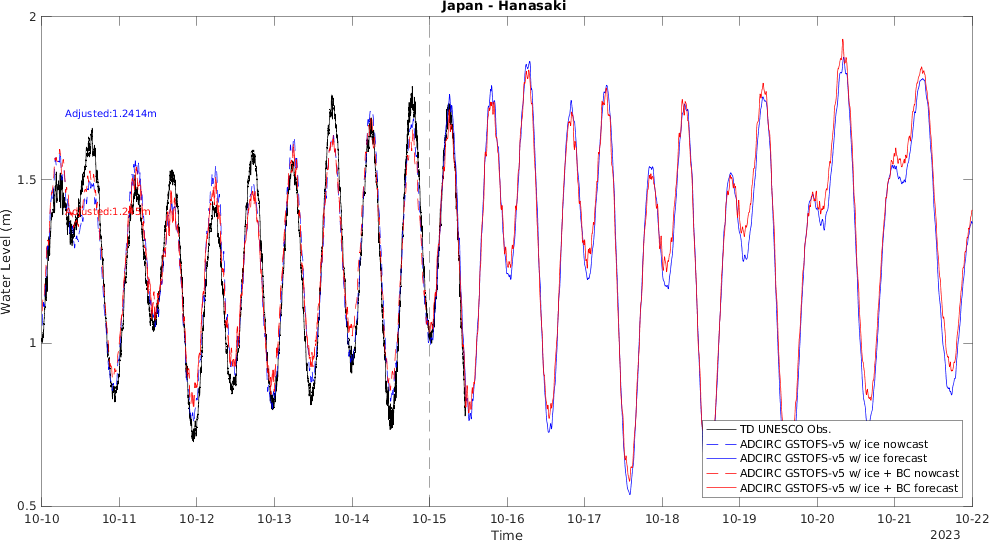 Japan - Hanasaki
2
1.5
1
0.5
Water Level (m)
Adjusted:1.2414m
10-10
10-11
10-12
10-13
10-14
10-15
10-16
10-17
10-18
10-19
10-20
10-21
10-22
Time
2023
TD UNESCO Obs.
ADCIRC GSTOFS-v5 w/ ice nowcast
ADCIRC GSTOFS-v5 w/ ice forecast
ADCIRC GSTOFS-v5 w/ ice + BC nowcast
ADCIRC GSTOFS-v5 w/ ice + BC forecast